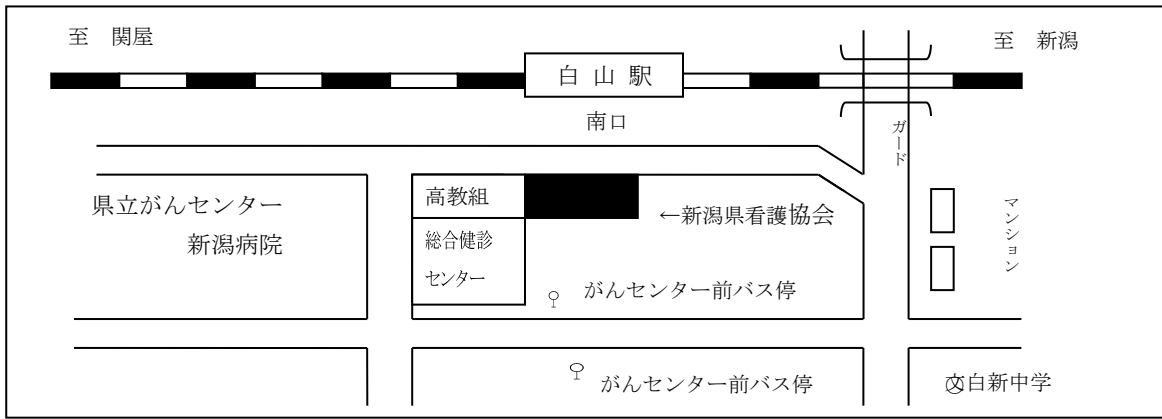 至　関屋
至　新潟
白 山 駅
南口
ガード
高教組
県立がんセンター
新潟病院
←新潟県看護協会
マンション
総合健診
センター
がんセンター前バス停
がんセンター前バス停
文白新中学